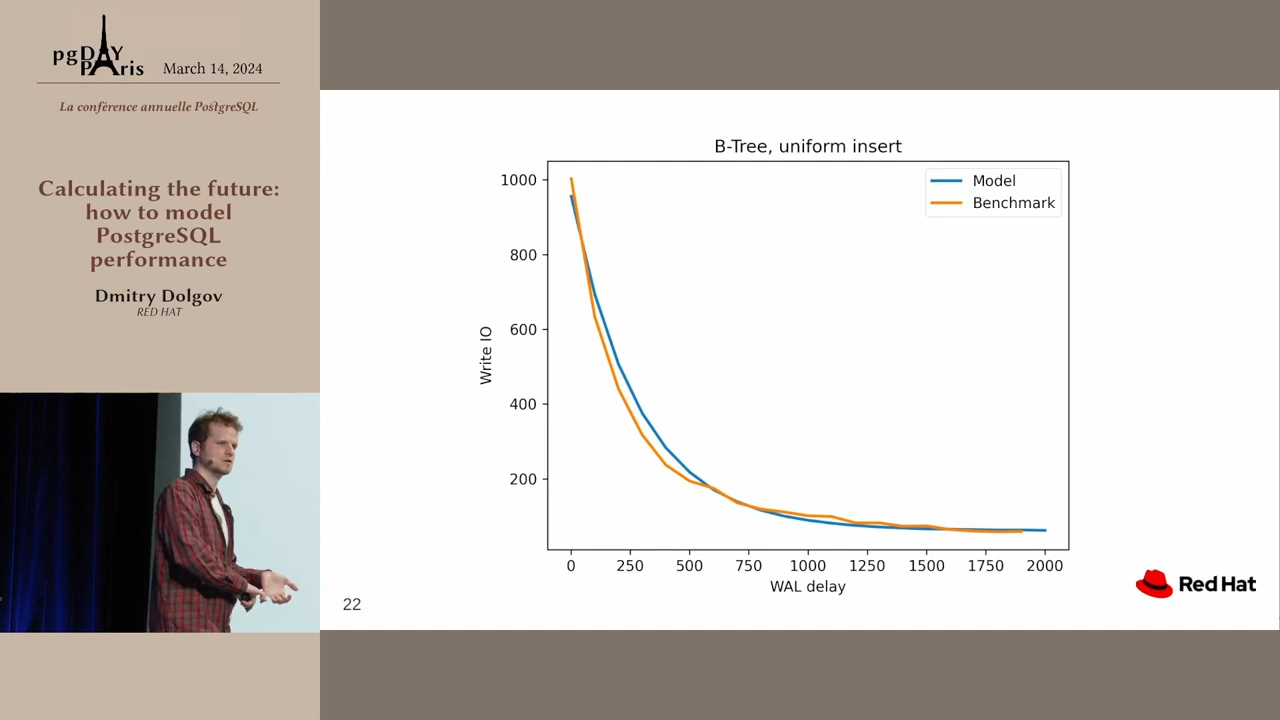 pgDAY
PAris
March 14, 2024
La conférence annuelle PostgreSQL
Calculating the future:
how to model
PostgreSQL
performance
Dmitry Dolgov
RED HAT
B-Tree, uniform insert
Model
Benchmark
1000
800
600
400
200
Write IO
0 250 500 750 1000 1250 1500 1750 2000
WAL delay
22
Red Hat